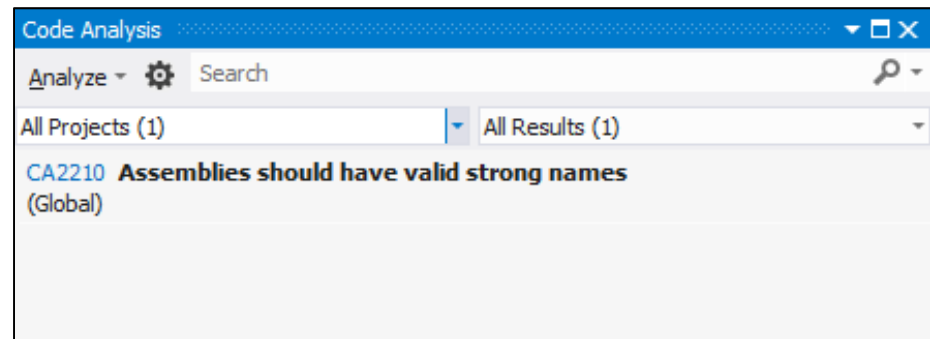 Code Analysis
Analyze Search
All Projects (1) All Results (1)
CA2210 Assemblies should have valid strong names
(Global)